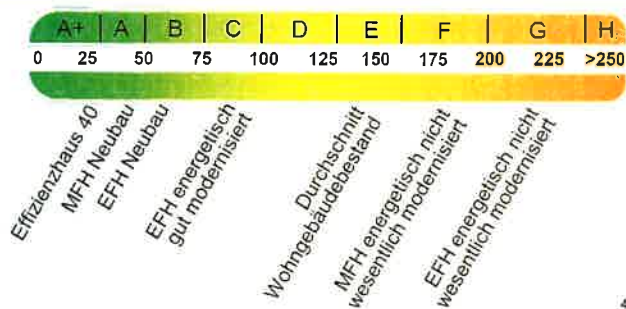 A+ A B C D E F G H
0 25 50 75 100 125 150 175 200 225 >250
Effizienzhaus 40
MFH Neubau
EFH Neubau
EFH energetisch
gut modernisiert
Durchschnitt
Wohngebäudebestand
MFH energetisch nicht
wesentlich modernisiert
EFH energetisch nicht
wesentlich modernisiert